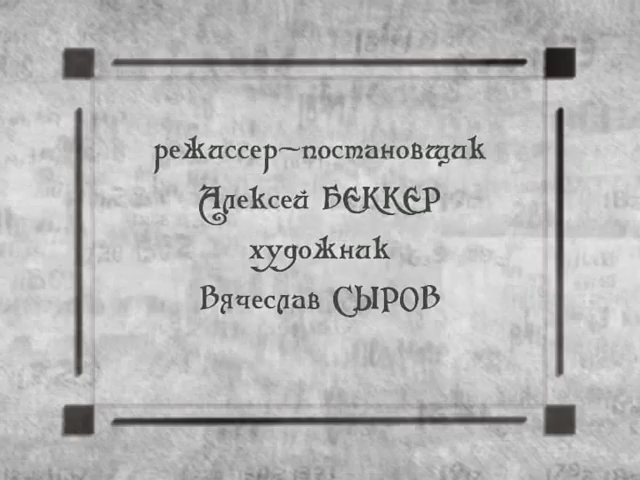 режиссер~постановщик
Алексей БЕККЕР
художник
Вячеслав СЫРОВ